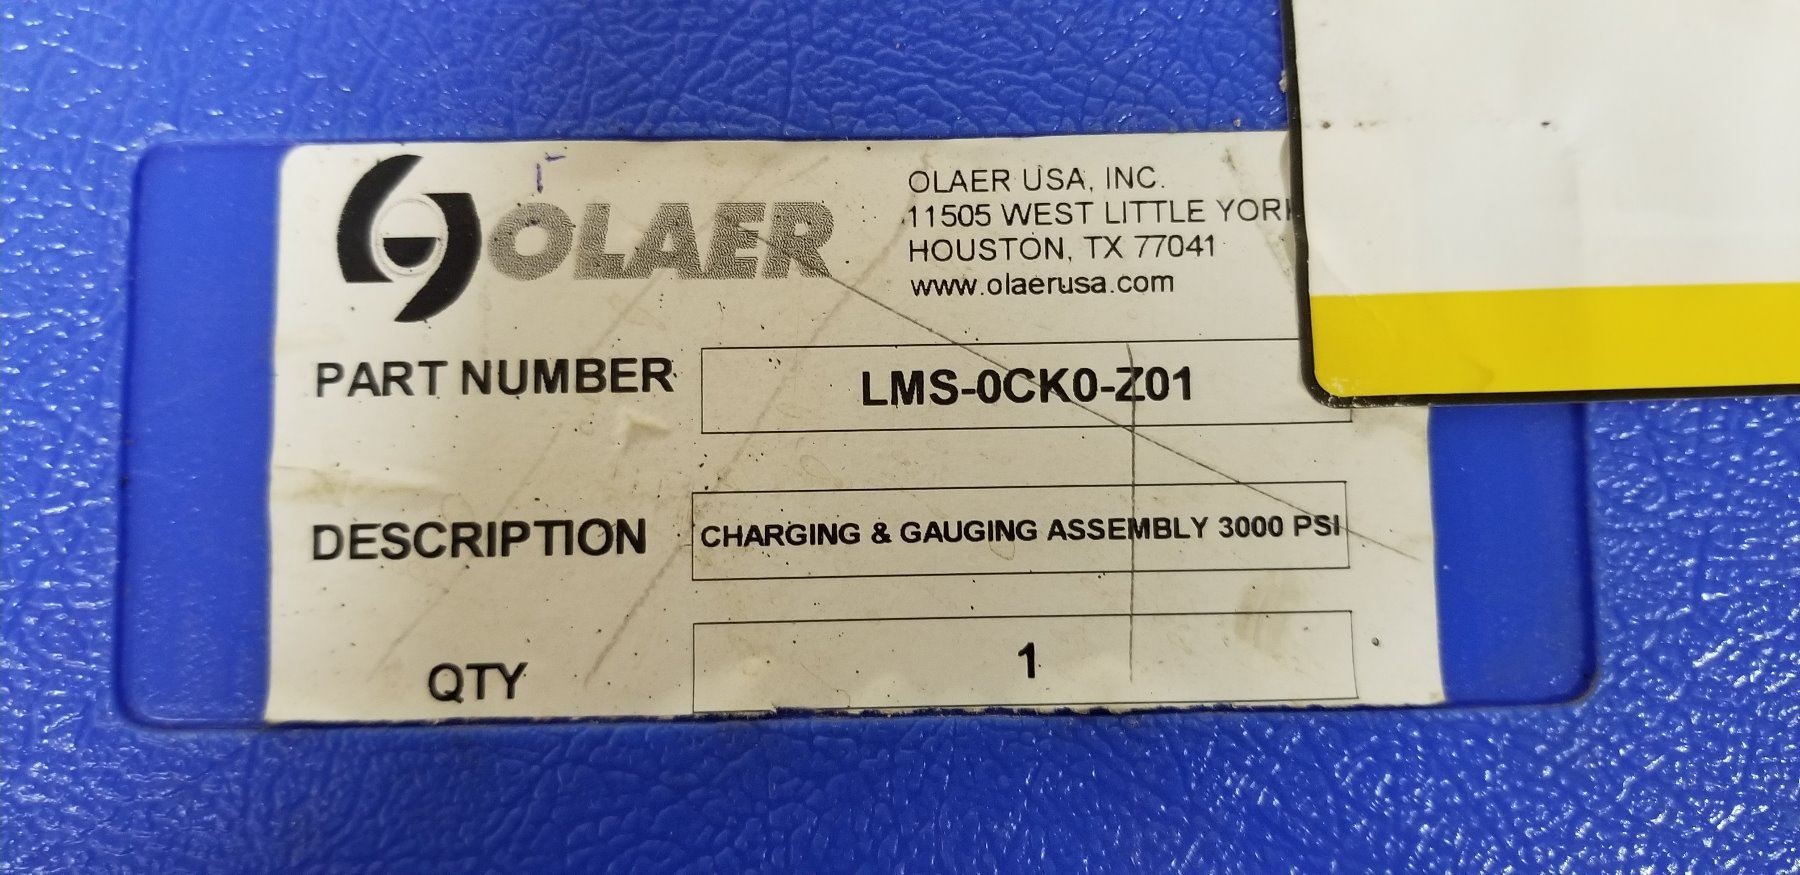 OLAER
OLAER USA, INC.
11505 WEST LITTLE YORK
HOUSTON, TX 77041
www.olaerusa.com
PART NUMBER LMS-0CK0-Z01
DESCRIPTION CHARGING & GAUGING ASSEMBLY 3000 PSI
QTY 1